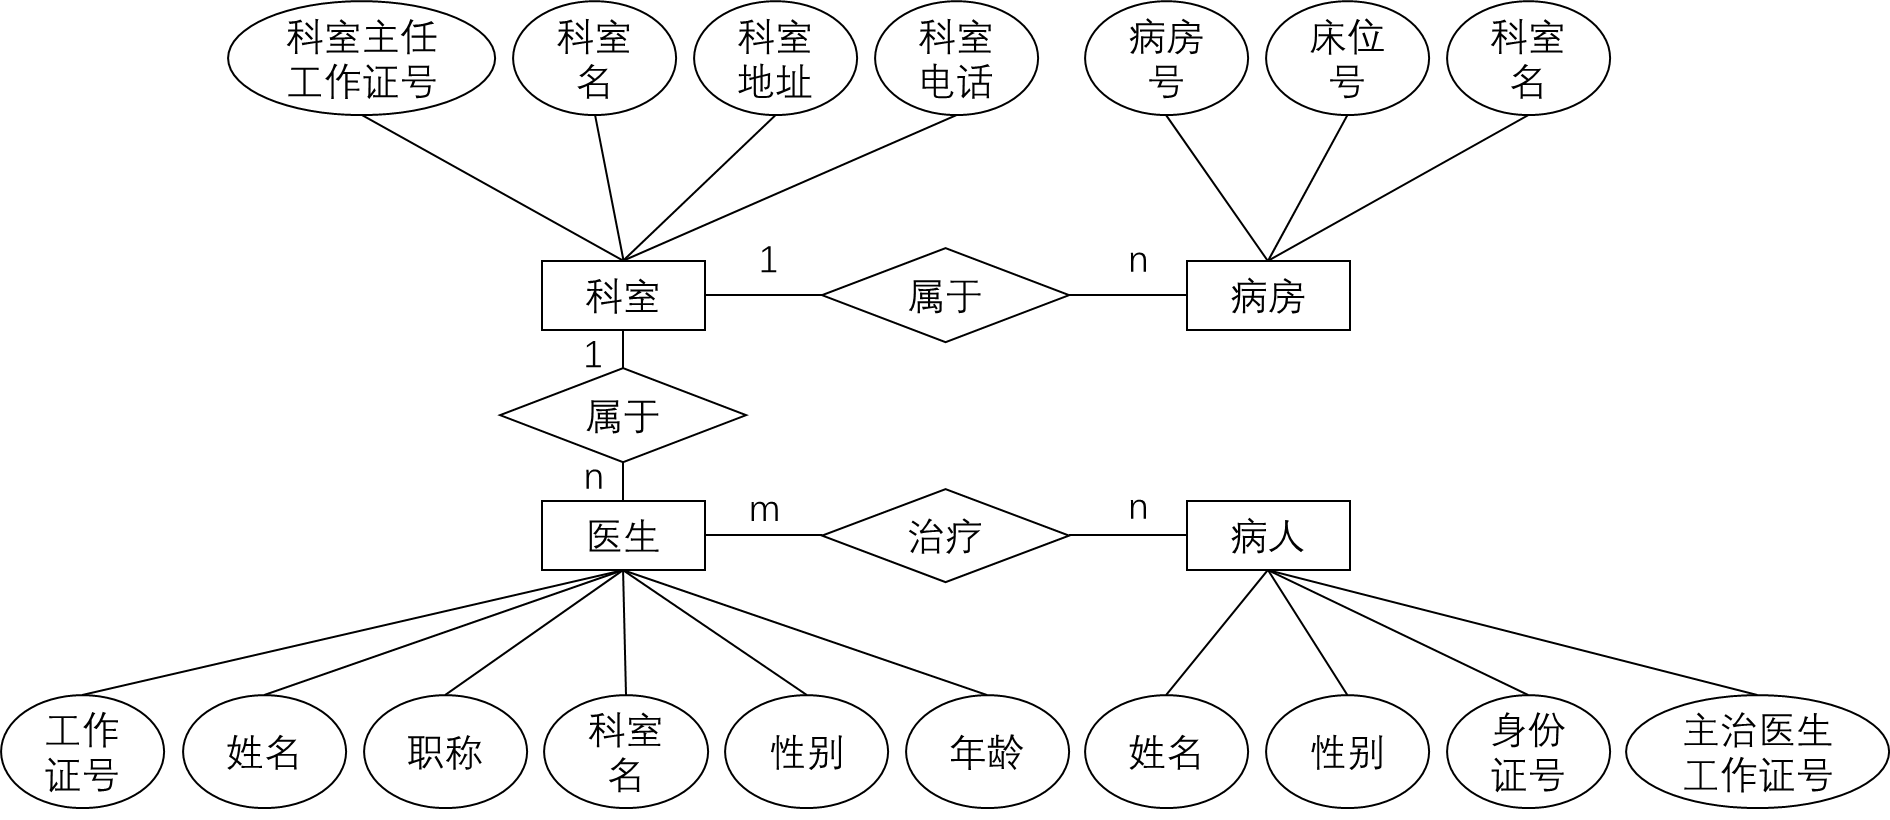 科室主任
工作证号
科室
名
科室
地址
科室
电话
病房
号
床位
号
科室
名
科室
1
属于
n
病房
1
属于
n
医生
m
治疗
n
病人
工作
证号
姓名
职称
科室
名
性别
年龄
姓名
性别
身份
证号
主治医生
工作证号